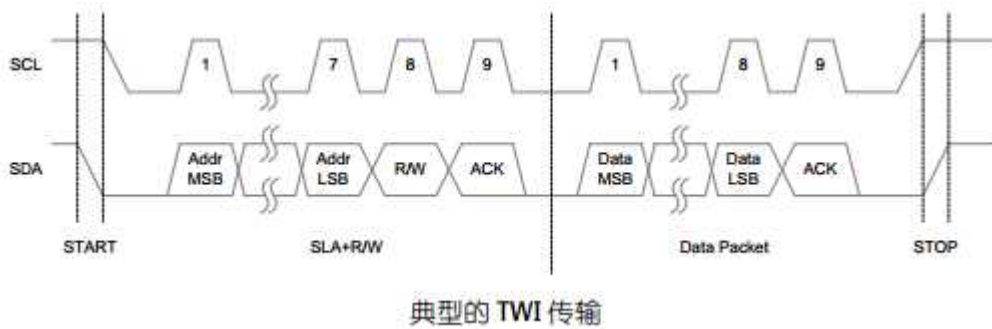 SCL 1 7 8 9 1 8 9
SDA Addr MSB Addr LSB R/W ACK Data MSB Data LSB ACK
START SLA+R/W Data Packet STOP
典型的 TWI 传输